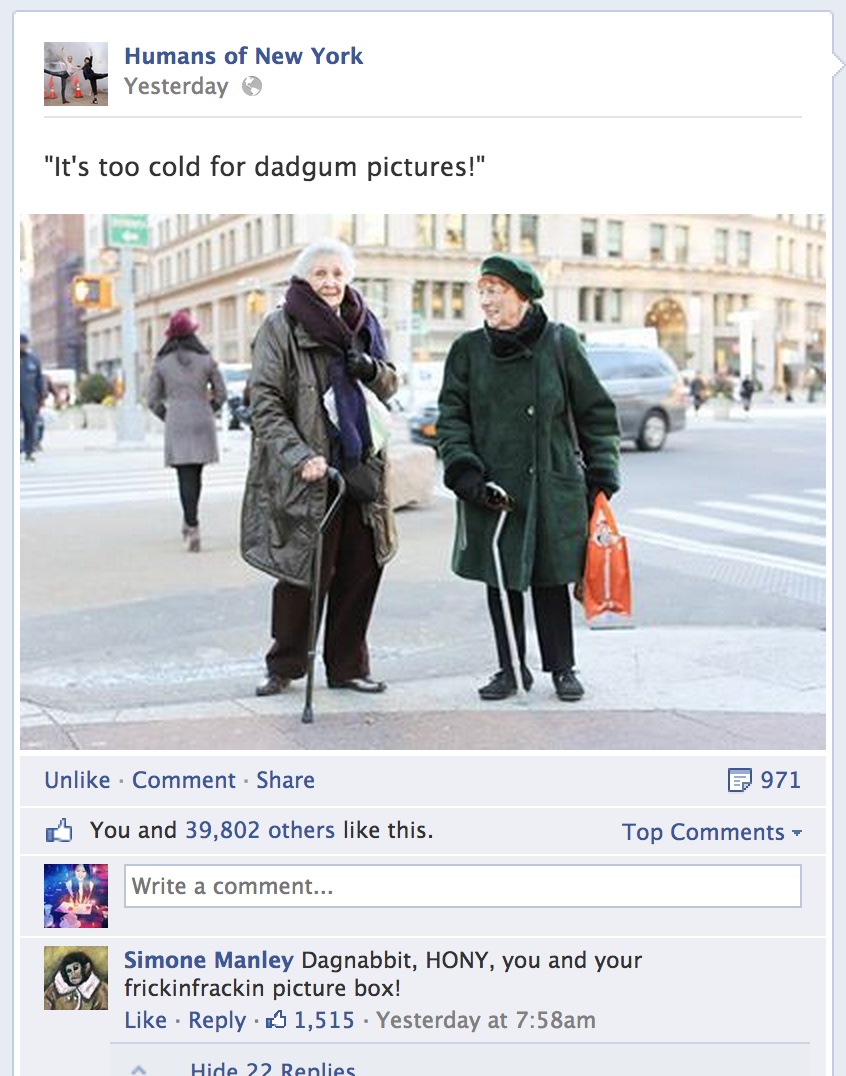 Humans of New York
Yesterday
"It's too cold for dadgum pictures!"
Unlike · Comment · Share
971
You and 39,802 others like this.
Top Comments
Write a comment...
Simone Manley Dagnabbit, HONY, you and your
frickinfrackin picture box!
Like · Reply · 1,515 · Yesterday at 7:58am
Hide 22 Replies